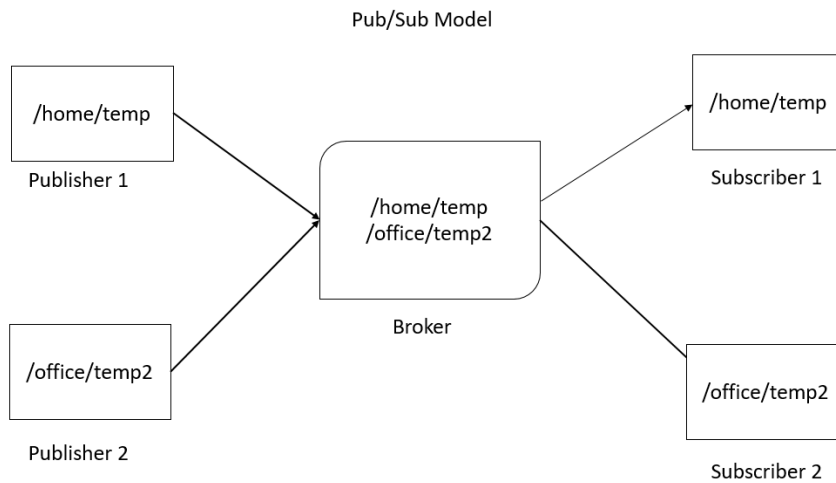 Pub/Sub Model
/home/temp
Publisher 1
/home/temp
/office/temp2
Broker
/home/temp
Subscriber 1
/office/temp2
Publisher 2
/office/temp2
Subscriber 2